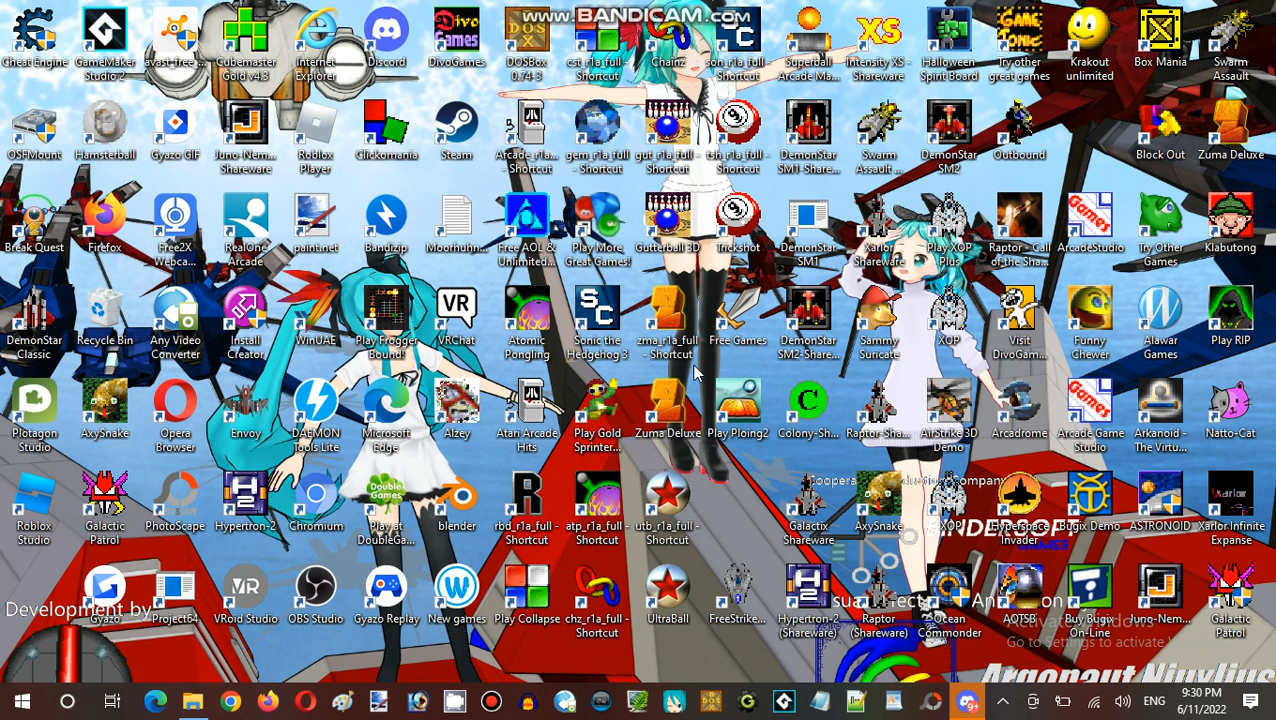 www.BANDICAM.com
Cheat Engine
GameMaker
Studio 2
avast_free_...
Cubemaster
Gold v4.3
Internet
Explorer
Discord
DivoGames
DOSBox
0.74-3
cst_r1a_full -
Shortcut
Chainz
son_r1a_full -
Shortcut
Superball
Arcade Ma...
Intensity XS -
Shareware
Halloween
Spirit Board
Try other
great games
Krakout
unlimited
Box Mania
Swarm
Assault
OSFMount
Hamsterball
Gyazo GIF
Juno-Nem...
Shareware
Roblox
Player
Clickomania
Steam
Arcade_r1a...
- Shortcut
gem_r1a_full
- Shortcut
gut_r1a_full -
Shortcut
tsh_r1a_full -
Shortcut
DemonStar
SM1-Share...
Swarm
Assault ...
DemonStar
SM2
Outbound
Block Out
Zuma Deluxe
Break Quest
Firefox
Free2X
Webca...
RealOne
Arcade
paint.net
Bandizip
Moorhuhn...
Free AOL &
Unlimited...
Play More
Great Games!
Gutterball 3D
Trickshot
DemonStar
SM1
Xarlor
Shareware
Play XOP
Plus
Raptor - Call
of the Sha...
ArcadeStudio
Try Other
Games
Klabutong
DemonStar
Classic
Recycle Bin
Any Video
Converter
Install
Creator
WinUAE
Play Frogger
Bound!
VRChat
Atomic
Pongling
Sonic the
Hedgehog 3
zma_r1a_full
- Shortcut
Free Games
DemonStar
SM2-Share...
Sammy
Suricate
XOP
Visit
DivoGam...
Funny
Chewer
Alawar
Games
Play RIP
Plotagon
Studio
AxySnake
Opera
Browser
Envoy
DAEMON
Tools Lite
Microsoft
Edge
Alzey
Atari Arcade
Hits
Play Gold
Sprinter...
Zuma Deluxe
Play Ploing2
Colony-Sh...
Raptor-Sha...
AirStrike 3D
Demo
Arcadrome
Arcade Game
Studio
Arkanoid -
The Virtu...
Natto-Cat
Roblox
Studio
Galactic
Patrol
PhotoScape
Hypertron-2
Chromium
Play at
DoubleGa...
blender
rbd_r1a_full -
Shortcut
atp_r1a_full -
Shortcut
utb_r1a_full -
Shortcut
Galactix
Shareware
AxySnake
XOP
Hyperspace
Invader
Bugix Demo
ASTRONOID
Xarlor Infinite
Expanse
Gyazo
Project64
VRoid Studio
OBS Studio
Gyazo Replay
New games
Play Collapse
chz_r1a_full -
Shortcut
UltraBall
FreeStrike...
Hypertron-2
(Shareware)
Raptor
(Shareware)
Ocean
Commonder
AOTSB
Buy Bugix
On-Line
Juno-Nem...
Galactic
Patrol
Development by
GAMES
Activate Windows
Go to Settings to activate
ENG
9:30 PM
6/11/2022